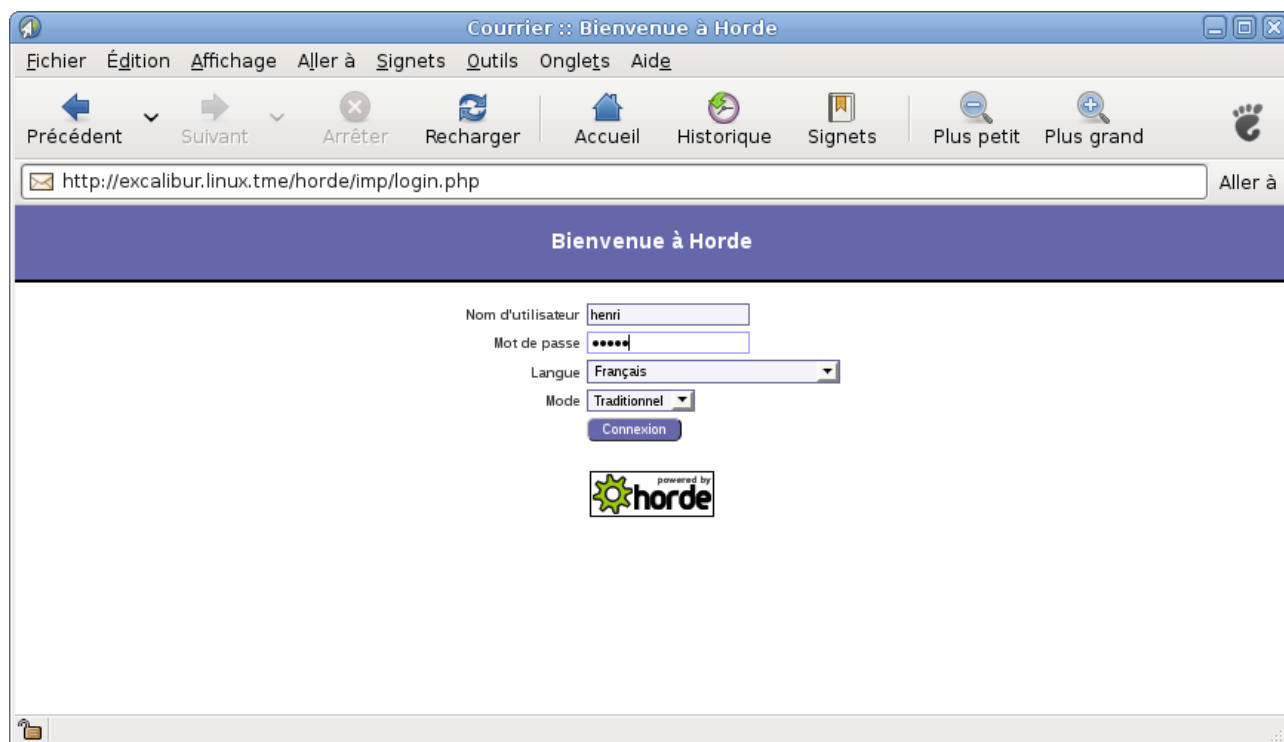 Courrier :: Bienvenue à Horde
Fichier Édition Affichage Aller à Signets Outils Onglets Aide
Précédent Suivant Arrêter Recharger Accueil Historique Signets Plus petit Plus grand
http://excalibur.linux.tme/horde/imp/login.php Aller à
Bienvenue à Horde
Nom d'utilisateur henri
Mot de passe •••••
Langue Français
Mode Traditionnel
Connexion
powered by
horde